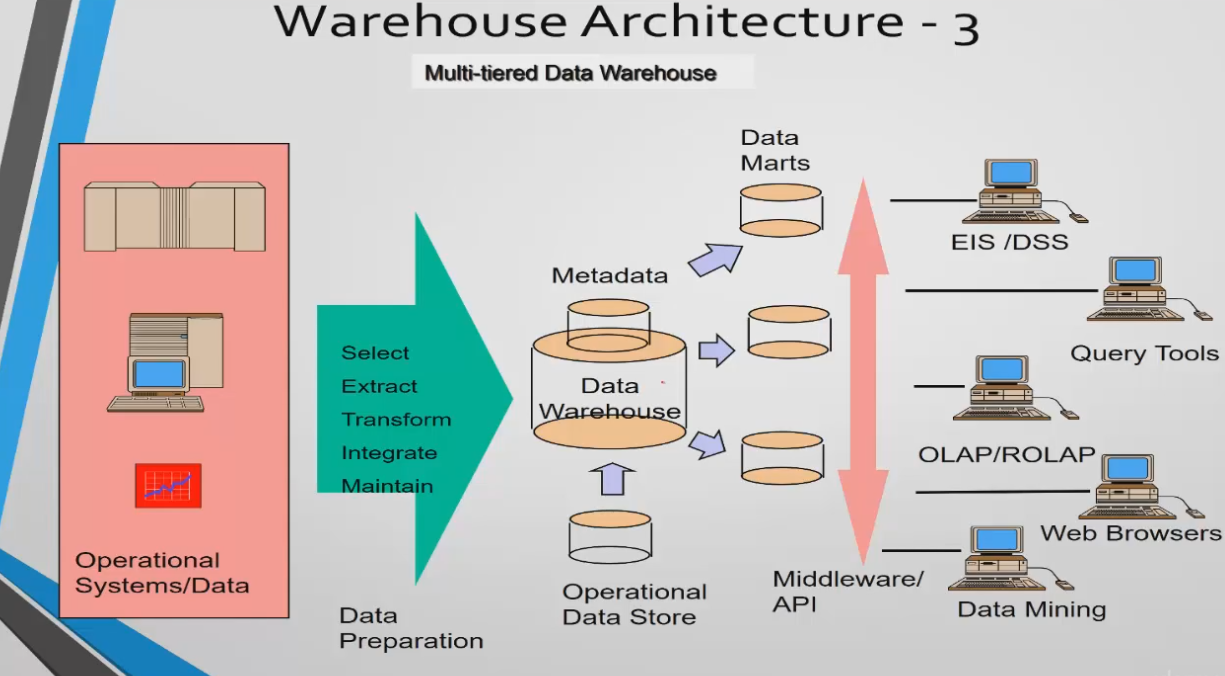 Warehouse Architecture - 3
Multi-tiered Data Warehouse
Operational
Systems/Data
Select
Extract
Transform
Integrate
Maintain
Data
Preparation
Metadata
Data
Warehouse
Operational
Data Store
Data
Marts
Middleware/
API
EIS /DSS
Query Tools
OLAP/ROLAP
Web Browsers
Data Mining